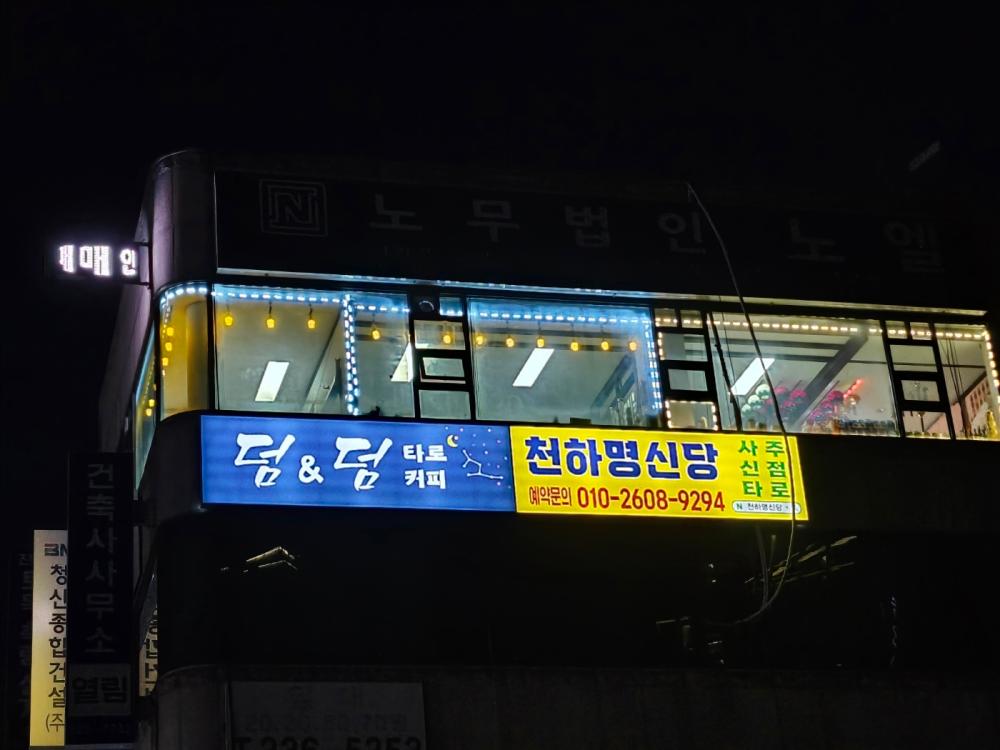 N 노무법인 노엘
매인
덤&덤 타로
커피
천하명신당
예약문의 010-2608-9294
사주
신점
타로
N 천하명신당
건축사사무소
열림
BN
청신종합건설
(주